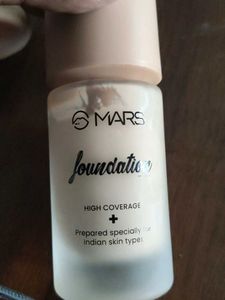 MARS
foundation
HIGH COVERAGE
+
Prepared specially for
Indian skin types